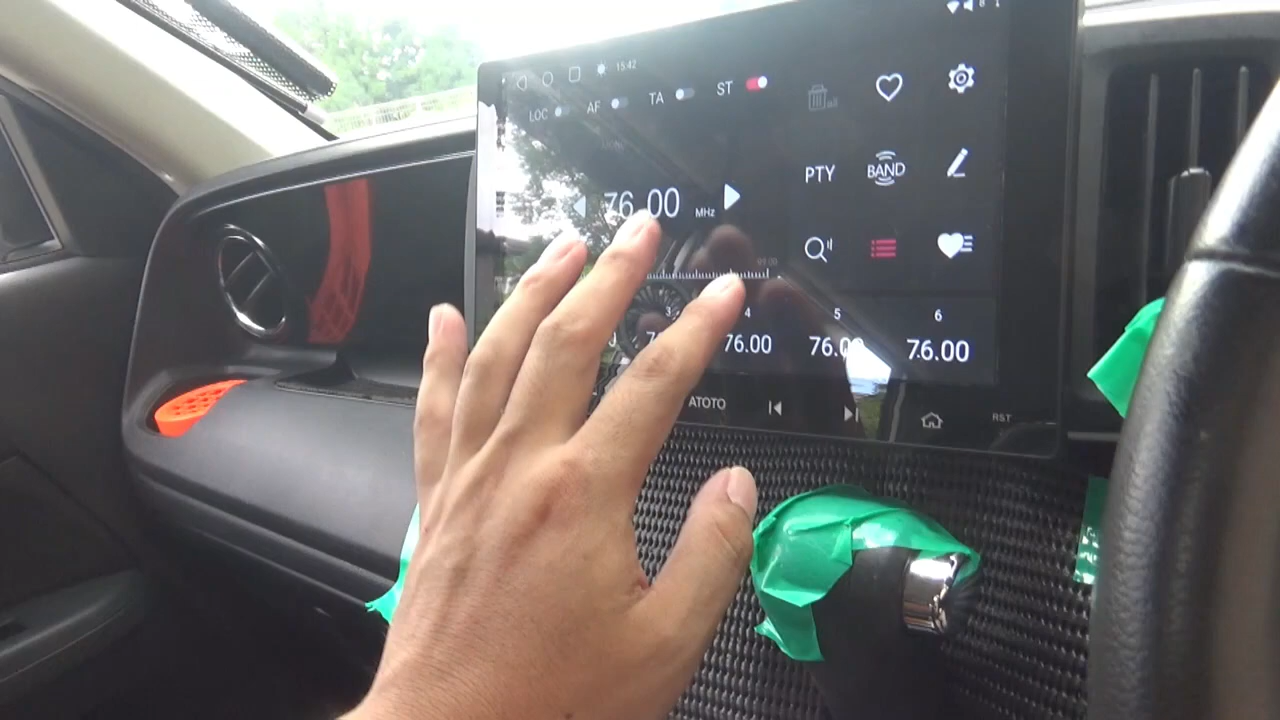 15:42
LOC AF TA ST
all
76.00 MHz
PTY BAND
3 4 5 6
76.00 76.00 76.00
ATOTO RST